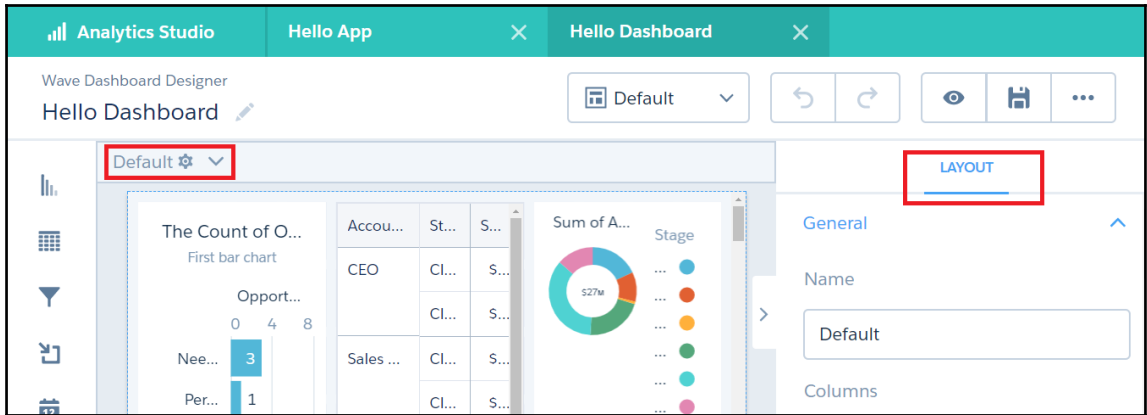 Analytics Studio
Hello App
Hello Dashboard
Wave Dashboard Designer
Hello Dashboard
Default
Default
LAYOUT
The Count of O...
First bar chart
Opport...
0 4 8
Nee... 3
Per... 1
Accou... St... S...
CEO Cl... S...
Cl... S...
Sales ... Cl... S...
Cl... S...
Sum of A...
Stage
$27M
...
...
...
...
...
...
General
Name
Default
Columns
12